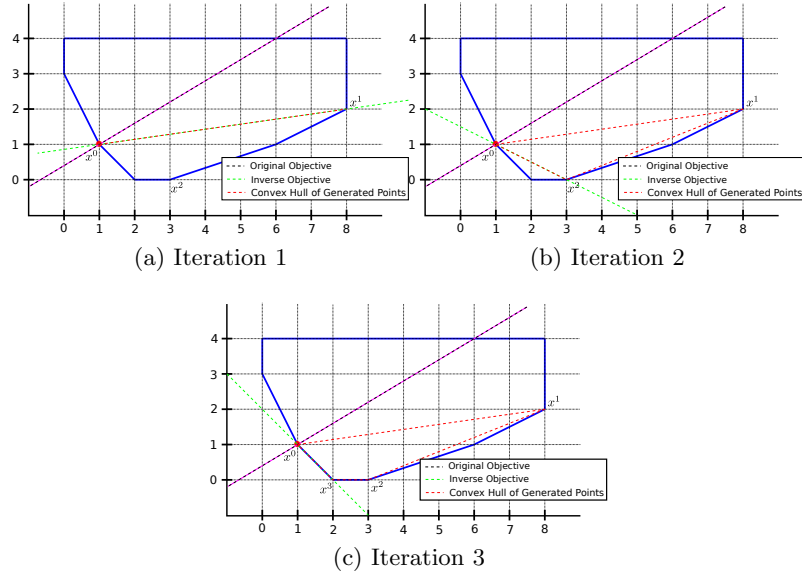 4
3
2
1
0
x^1
x^0
x^2
Original Objective
Inverse Objective
Convex Hull of Generated Points
0 1 2 3 4 5 6 7 8
(a) Iteration 1
4
3
2
1
0
x^1
x^0
x^2
Original Objective
Inverse Objective
Convex Hull of Generated Points
0 1 2 3 4 5 6 7 8
(b) Iteration 2
4
3
2
1
0
x^1
x^0
x^3
x^2
Original Objective
Inverse Objective
Convex Hull of Generated Points
0 1 2 3 4 5 6 7 8
(c) Iteration 3